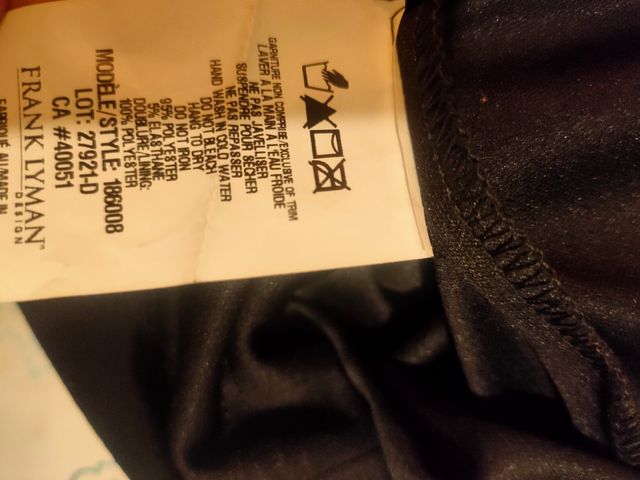 FRANK LYMAN
DESIGN
MODÈLE/STYLE: 186008
LOT: 27921-D
CA #40051
95% POLYESTER
5% ELASTHANE
DOUBLURE/LINING:
100% POLYESTER
HAND WASH IN COLD WATER
DO NOT BLEACH
HANG TO DRY
DO NOT IRON
GARNITURE NON COMPRISE/EXCLUSIVE OF TRIM
LAVER À LA MAIN À L'EAU FROIDE
NE PAS JAVELLISER
SUSPENDRE POUR SÉCHER
NE PAS REPASSER